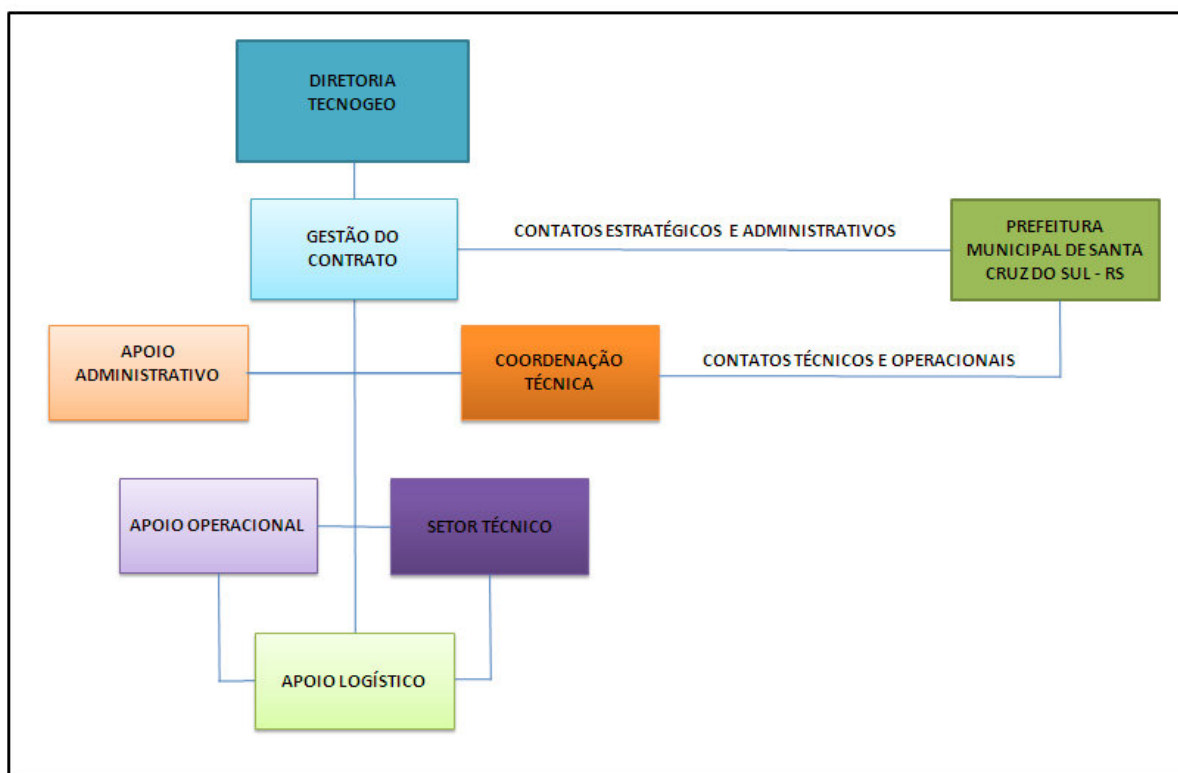 DIRETORIA
TECNOGEO
GESTÃO DO
CONTRATO
CONTATOS ESTRATÉGICOS E ADMINISTRATIVOS
PREFEITURA
MUNICIPAL DE SANTA
CRUZ DO SUL - RS
APOIO
ADMINISTRATIVO
COORDENAÇÃO
TÉCNICA
CONTATOS TÉCNICOS E OPERACIONAIS
APOIO OPERACIONAL
SETOR TÉCNICO
APOIO LOGÍSTICO